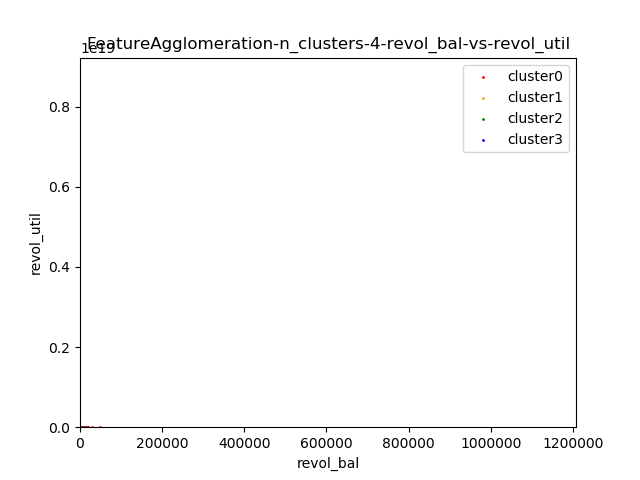 FeatureAgglomeration-n_clusters-4-revol_bal-vs-revol_util
cluster0
cluster1
cluster2
cluster3
0.8
0.6
0.4
0.2
0.0
revol_util
0 200000 400000 600000 800000 1000000 1200000
revol_bal